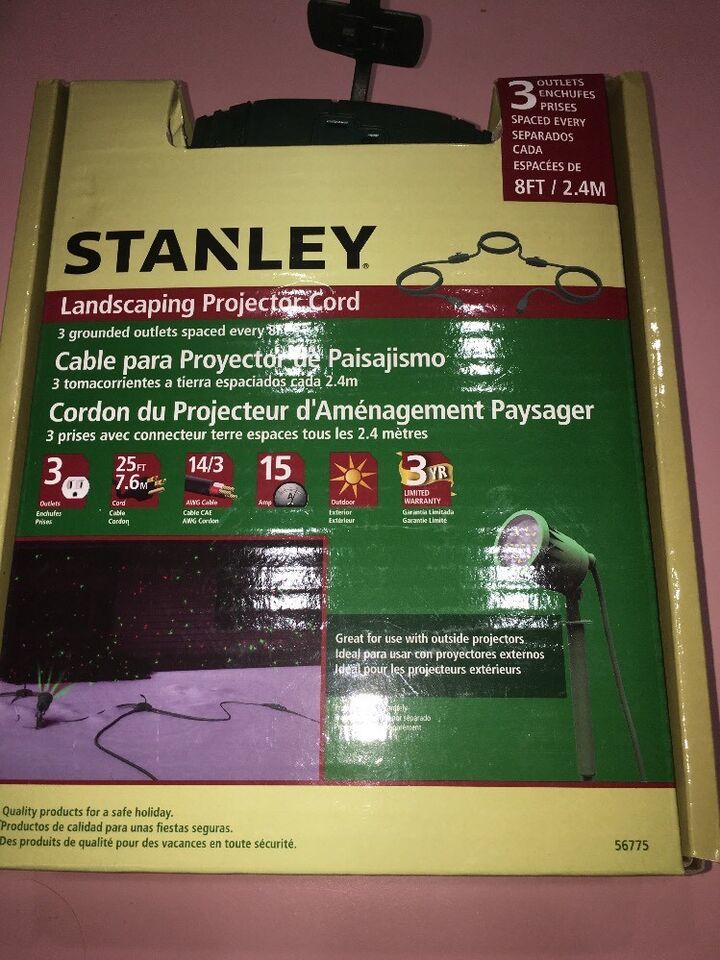 3 OUTLETS
ENCHUFES
PRISES
SPACED EVERY
SEPARADOS
CADA
ESPACÉES DE
8FT / 2.4M
STANLEY®
Landscaping Projector Cord
3 grounded outlets spaced every
Cable para Proyector de Paisajismo
3 tomacorrientes a tierra espaciados cada 2.4m
Cordon du Projecteur d'Aménagement Paysager
3 prises avec connecteur terre espaces tous les 2.4 mètres
3
Outlets
Enchufes
Prises
25FT
7.6M
Cord
Cable
Cordon
14/3
AWG Cable
Cable CAE
AWG Cordon
15
Amp
Outdoor
Exterior
Extérieur
3 YR
LIMITED
WARRANTY
Garantía Limitada
Garantie Limité
Great for use with outside projectors
Ideal para usar con proyectores externos
Ideal pour les projecteurs extérieurs
por separado
Quality products for a safe holiday.
Productos de calidad para unas fiestas seguras.
Des produits de qualité pour des vacances en toute sécurité.
56775